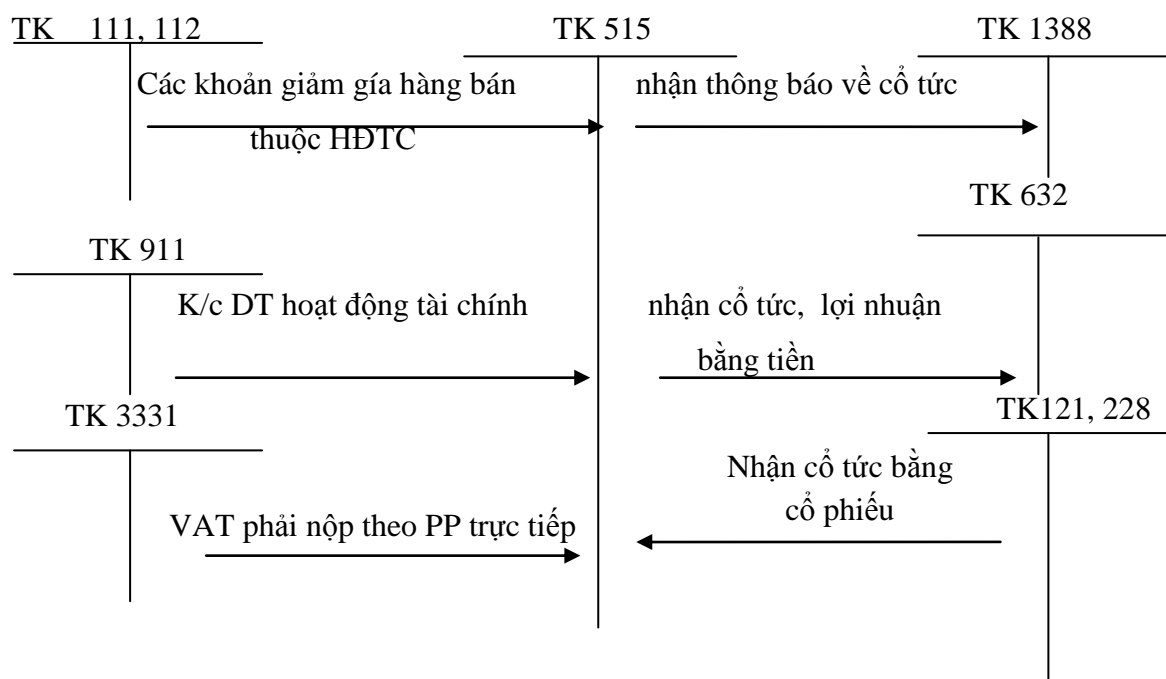 TK 111, 112
TK 515
TK 1388
Các khoản giảm gía hàng bán
thuộc HĐTC
nhận thông báo về cổ tức
TK 632
TK 911
K/c DT hoạt động tài chính
nhận cổ tức, lợi nhuận
bằng tiền
TK 3331
TK121, 228
Nhận cổ tức bằng
cổ phiếu
VAT phải nộp theo PP trực tiếp